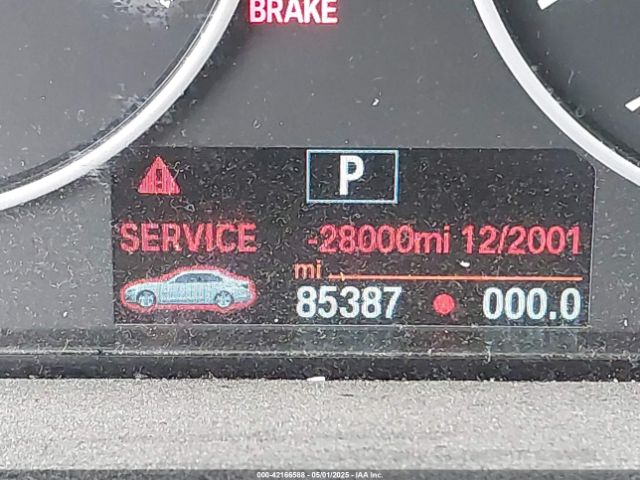 BRAKE
P
SERVICE -28000mi 12/2001
mi
85387 000.0
000-42166588 - 05/01/2025 - IAA Inc.